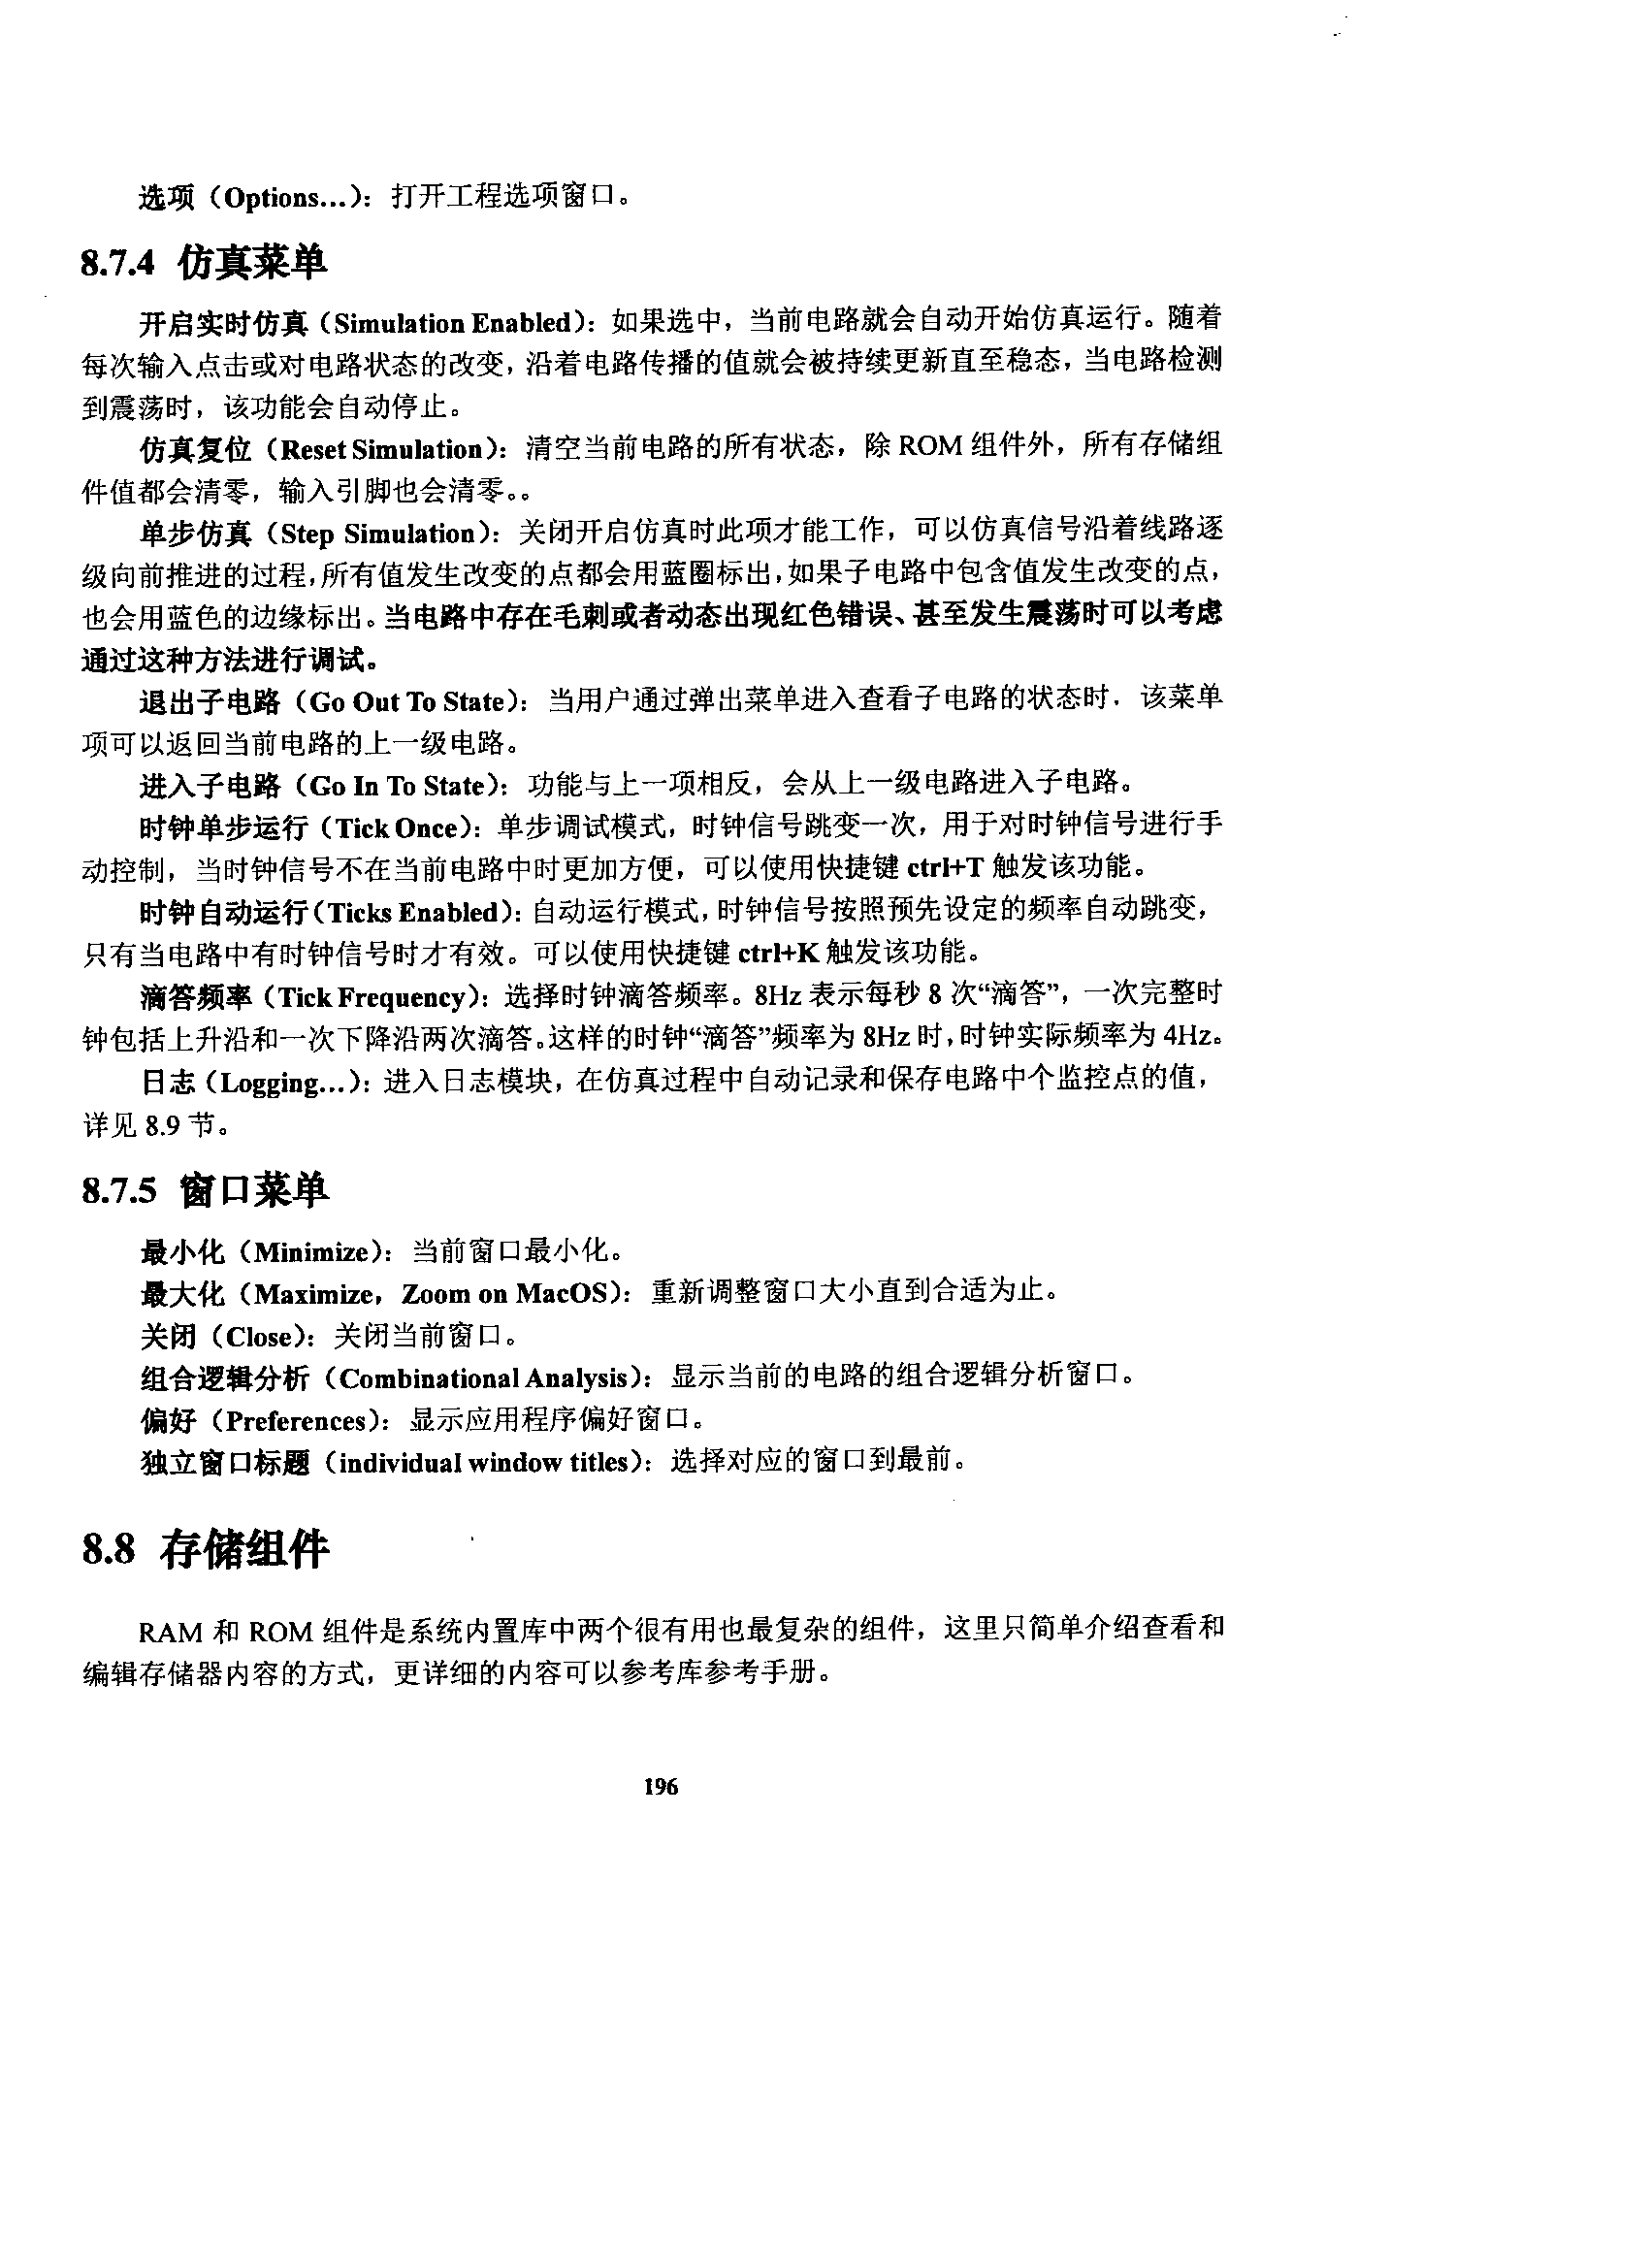 选项（Options...）：打开工程选项窗口。
8.7.4 仿真菜单
开启实时仿真（Simulation Enabled）：如果选中，当前电路就会自动开始仿真运行。随着
每次输入点击或对电路状态的改变，沿着电路传播的值就会被持续更新直至稳态，当电路检测
到震荡时，该功能会自动停止。
仿真复位（Reset Simulation）：清空当前电路的所有状态，除 ROM 组件外，所有存储组
件值都会清零，输入引脚也会清零。。
单步仿真（Step Simulation）：关闭开启仿真时此项才能工作，可以仿真信号沿着线路逐
级向前推进的过程，所有值发生改变的点都会用蓝圈标出，如果子电路中包含值发生改变的点，
也会用蓝色的边缘标出。当电路中存在毛刺或者动态出现红色错误、甚至发生震荡时可以考虑
通过这种方法进行调试。
退出子电路（Go Out To State）：当用户通过弹出菜单进入查看子电路的状态时，该菜单
项可以返回当前电路的上一级电路。
进入子电路（Go In To State）：功能与上一项相反，会从上一级电路进入子电路。
时钟单步运行（Tick Once）：单步调试模式，时钟信号跳变一次，用于对时钟信号进行手
动控制，当时钟信号不在当前电路中时更加方便，可以使用快捷键 ctrl+T 触发该功能。
时钟自动运行（Ticks Enabled）：自动运行模式，时钟信号按照预先设定的频率自动跳变，
只有当电路中有时钟信号时才有效。可以使用快捷键 ctrl+K 触发该功能。
滴答频率（Tick Frequency）：选择时钟滴答频率。8Hz 表示每秒 8 次“滴答”，一次完整时
钟包括上升沿和一次下降沿两次滴答。这样的时钟“滴答”频率为 8Hz 时，时钟实际频率为 4Hz。
日志（Logging...）：进入日志模块，在仿真过程中自动记录和保存电路中个监控点的值，
详见 8.9 节。
8.7.5 窗口菜单
最小化（Minimize）：当前窗口最小化。
最大化（Maximize，Zoom on MacOS）：重新调整窗口大小直到合适为止。
关闭（Close）：关闭当前窗口。
组合逻辑分析（Combinational Analysis）：显示当前的电路的组合逻辑分析窗口。
偏好（Preferences）：显示应用程序偏好窗口。
独立窗口标题（individual window titles）：选择对应的窗口到最前。
8.8 存储组件
RAM 和 ROM 组件是系统内置库中两个很有用也最复杂的组件，这里只简单介绍查看和
编辑存储器内容的方式，更详细的内容可以参考库参考手册。
196